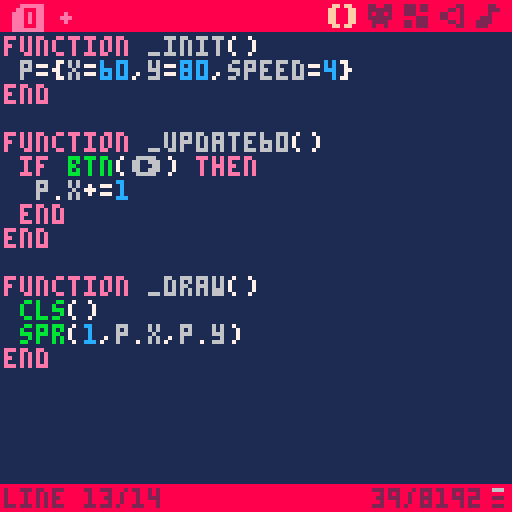 0 +
FUNCTION _INIT()
P={X=60,Y=80,SPEED=4}
END
FUNCTION _UPDATE60()
IF BTN(➡️) THEN
P.X+=1
END
END
FUNCTION _DRAW()
CLS()
SPR(1,P.X,P.Y)
END
LINE 13/14 39/8192